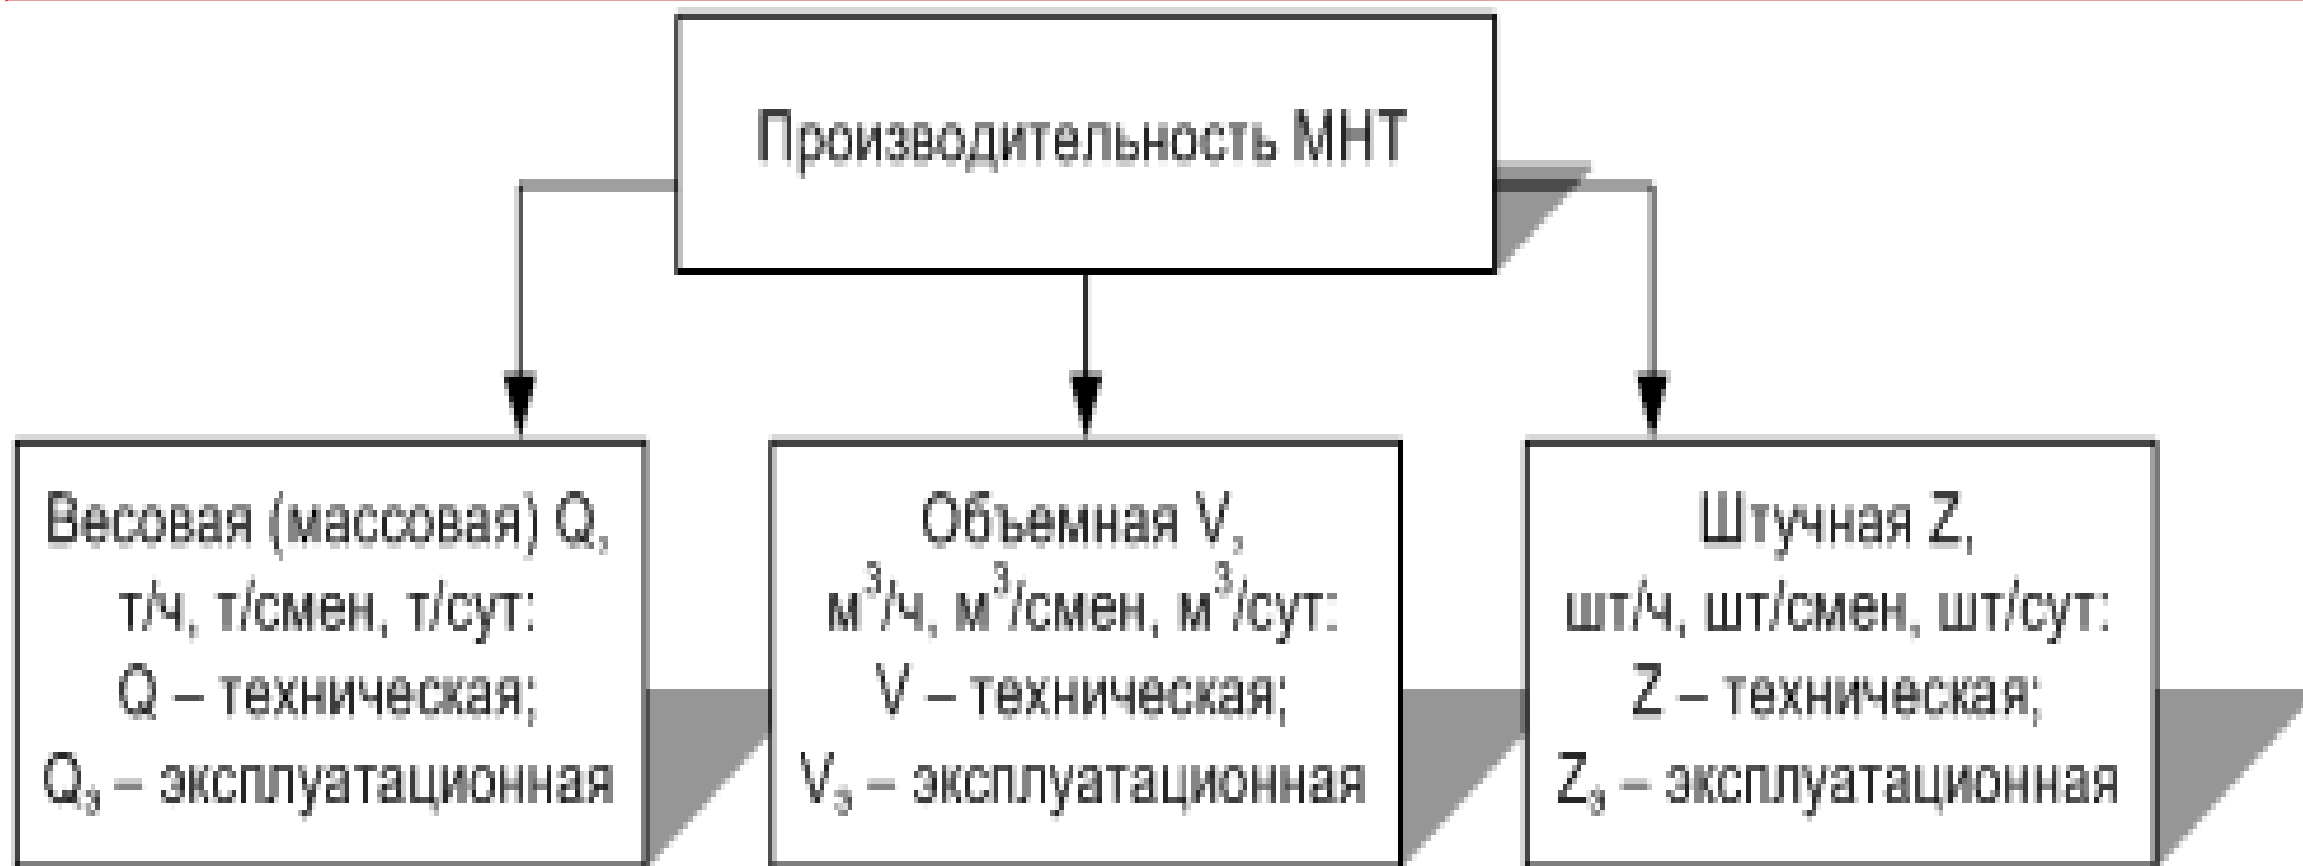 Производительность МНТ
Весовая (массовая) Q,
т/ч, т/смен, т/сут:
Q – техническая;
Qэ – эксплуатационная
Объемная V,
м³/ч, м³/смен, м³/сут:
V – техническая;
Vэ – эксплуатационная
Штучная Z,
шт/ч, шт/смен, шт/сут:
Z – техническая;
Zэ – эксплуатационная